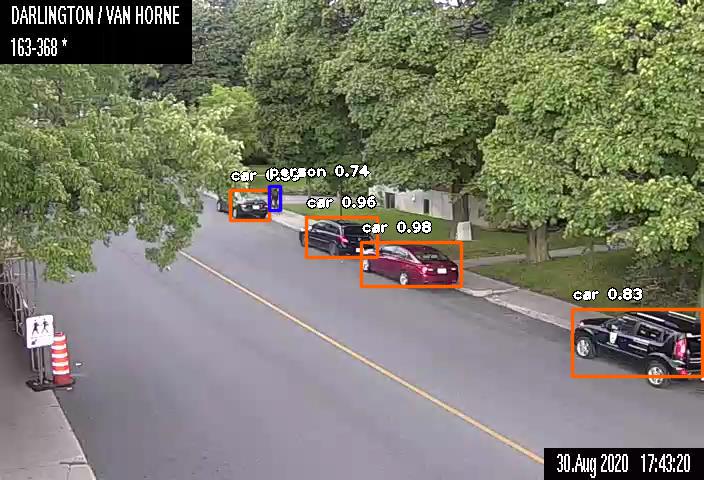 DARLINGTON / VAN HORNE
163-368 *
person 0.74
car
car 0.96
car 0.98
car 0.83
30.Aug 2020 17:43:20